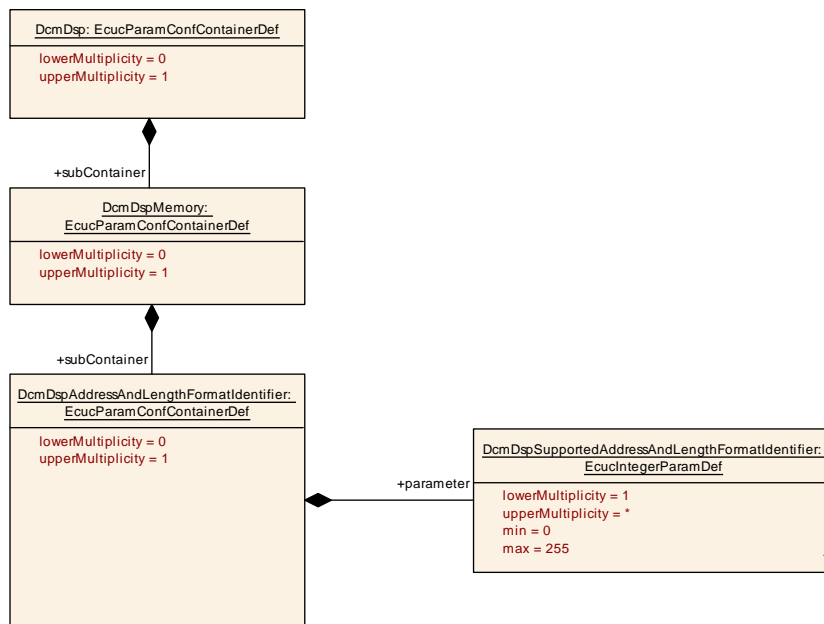 DcmDsp: EcucParamConfContainerDef
lowerMultiplicity = 0
upperMultiplicity = 1
+subContainer
DcmDspMemory:
EcucParamConfContainerDef
lowerMultiplicity = 0
upperMultiplicity = 1
+subContainer
DcmDspAddressAndLengthFormatIdentifier:
EcucParamConfContainerDef
lowerMultiplicity = 0
upperMultiplicity = 1
+parameter
DcmDspSupportedAddressAndLengthFormatIdentifier:
EcucIntegerParamDef
lowerMultiplicity = 1
upperMultiplicity = *
min = 0
max = 255